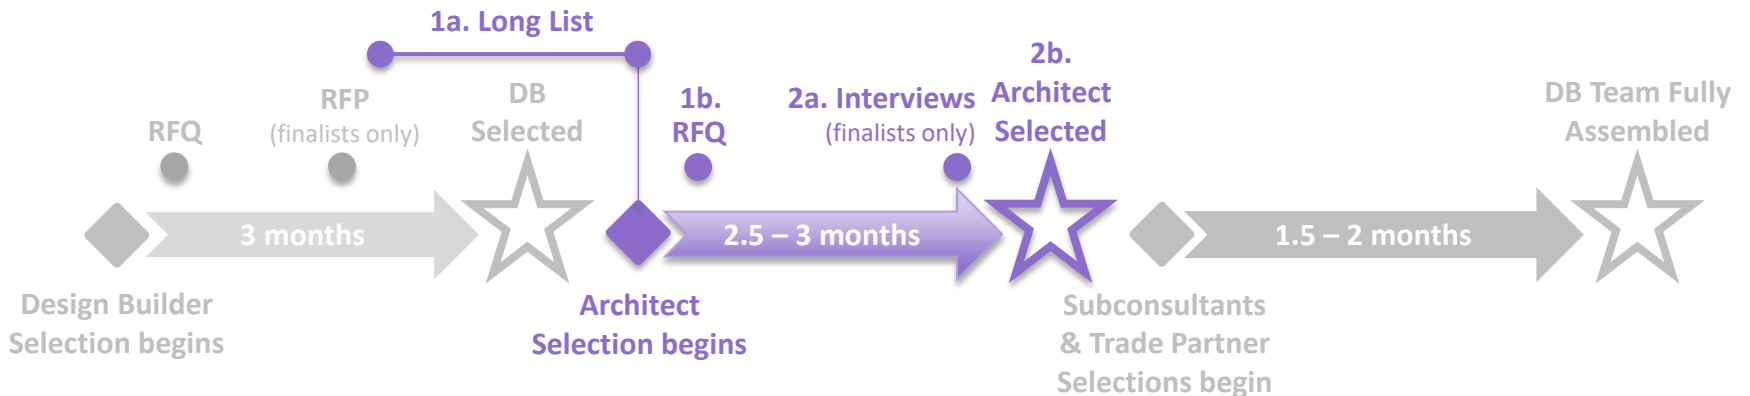 1a. Long List
RFQ
RFP
(finalists only)
DB
Selected
1b.
RFQ
2a. Interviews
(finalists only)
2b.
Architect
Selected
DB Team Fully
Assembled
3 months
2.5 – 3 months
1.5 – 2 months
Design Builder
Selection begins
Architect
Selection begins
Subconsultants
& Trade Partner
Selections begin